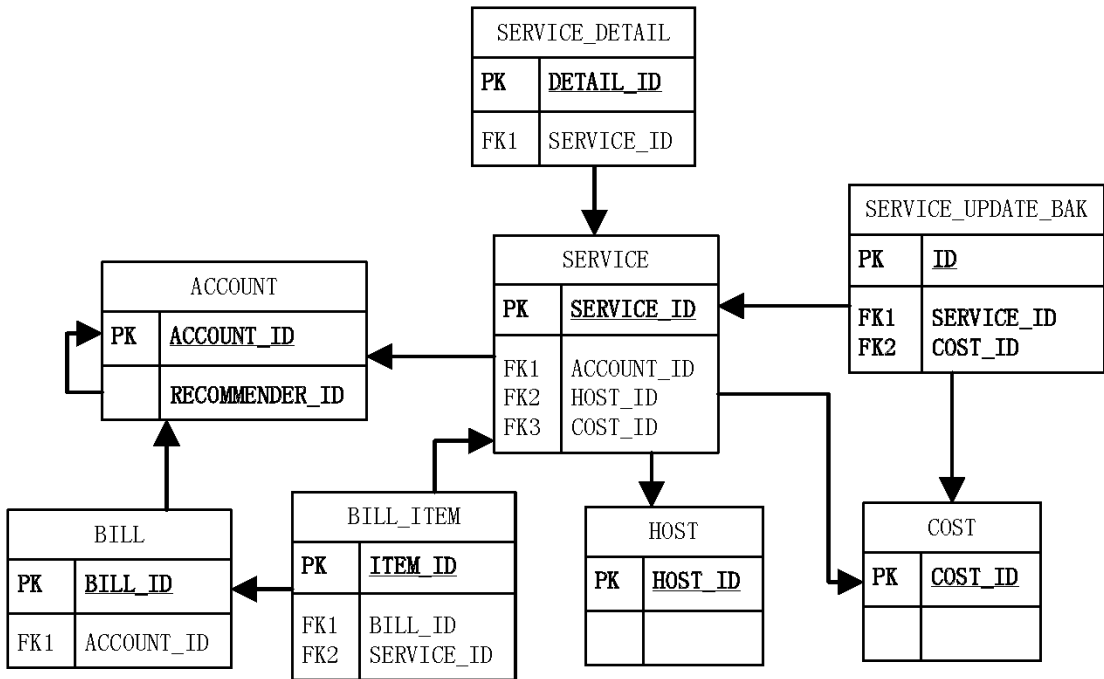 SERVICE_DETAIL
PK DETAIL_ID
FK1 SERVICE_ID
SERVICE_UPDATE_BAK
PK ID
FK1 SERVICE_ID
FK2 COST_ID
SERVICE
PK SERVICE_ID
FK1 ACCOUNT_ID
FK2 HOST_ID
FK3 COST_ID
ACCOUNT
PK ACCOUNT_ID
RECOMMENDER_ID
BILL
PK BILL_ID
FK1 ACCOUNT_ID
BILL_ITEM
PK ITEM_ID
FK1 BILL_ID
FK2 SERVICE_ID
HOST
PK HOST_ID
COST
PK COST_ID